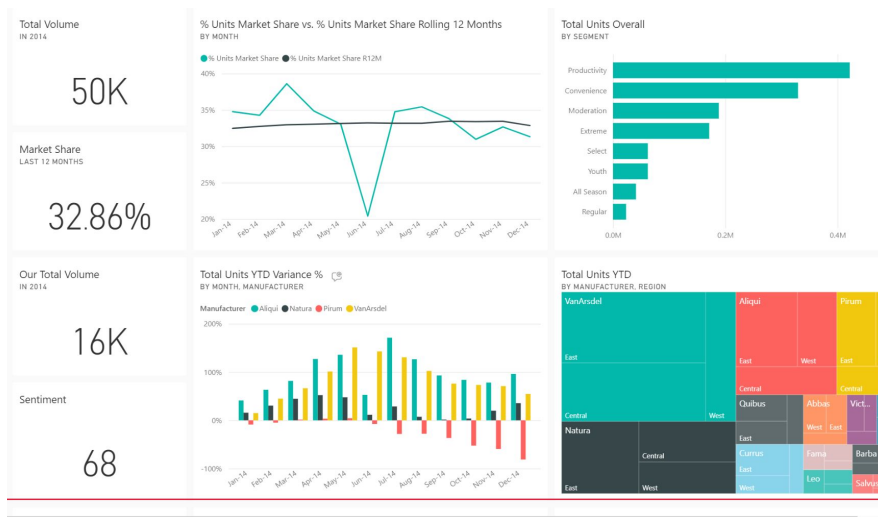 Total Volume
IN 2014
50K
Market Share
LAST 12 MONTHS
32.86%
Our Total Volume
IN 2014
16K
Sentiment
68
% Units Market Share vs. % Units Market Share Rolling 12 Months
BY MONTH
% Units Market Share % Units Market Share R12M
40%
35%
30%
25%
20%
Jan-14 Feb-14 Mar-14 Apr-14 May-14 Jun-14 Jul-14 Aug-14 Sep-14 Oct-14 Nov-14 Dec-14
Total Units YTD Variance %
BY MONTH, MANUFACTURER
Manufacturer Aliqui Natura Pirum VanArsdel
200%
100%
0%
-100%
Jan-14 Feb-14 Mar-14 Apr-14 May-14 Jun-14 Jul-14 Aug-14 Sep-14 Oct-14 Nov-14 Dec-14
Total Units Overall
BY SEGMENT
Productivity
Convenience
Moderation
Extreme
Select
Youth
All Season
Regular
0.0M 0.2M 0.4M
Total Units YTD
BY MANUFACTURER, REGION
VanArsdel
East
Central West
Natura
East
Central
West
Aliqui
East West
Central
Pirum
East
Central
Quibus
East
Abbas
West East
Vict...
Currus
East
West
Fama
Leo
Barba
Salvu